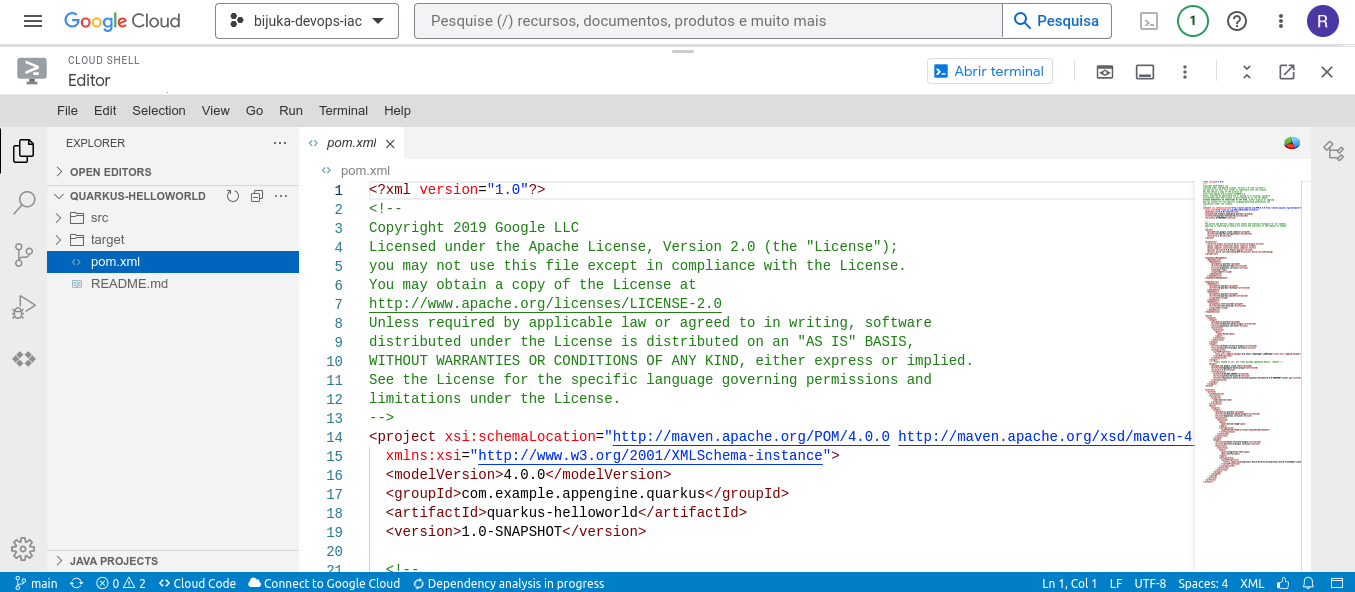 Google Cloud
bijuka-devops-iac
Pesquise (/) recursos, documentos, produtos e muito mais
Pesquisa
1
R
CLOUD SHELL
Editor
Abrir terminal
File Edit Selection View Go Run Terminal Help
EXPLORER
OPEN EDITORS
QUARKUS-HELLOWORLD
src
target
pom.xml
README.md
JAVA PROJECTS
pom.xml
pom.xml
1 <?xml version="1.0"?>
2 <!--
3 Copyright 2019 Google LLC
4 Licensed under the Apache License, Version 2.0 (the "License");
5 you may not use this file except in compliance with the License.
6 You may obtain a copy of the License at
7 http://www.apache.org/licenses/LICENSE-2.0
8 Unless required by applicable law or agreed to in writing, software
9 distributed under the License is distributed on an "AS IS" BASIS,
10 WITHOUT WARRANTIES OR CONDITIONS OF ANY KIND, either express or implied.
11 See the License for the specific language governing permissions and
12 limitations under the License.
13 -->
14 <project xsi:schemaLocation="http://maven.apache.org/POM/4.0.0 http://maven.apache.org/xsd/maven-4
15 xmlns:xsi="http://www.w3.org/2001/XMLSchema-instance">
16 <modelVersion>4.0.0</modelVersion>
17 <groupId>com.example.appengine.quarkus</groupId>
18 <artifactId>quarkus-helloworld</artifactId>
19 <version>1.0-SNAPSHOT</version>
20
21 <!--
main 0 2 Cloud Code Connect to Google Cloud Dependency analysis in progress Ln 1, Col 1 LF UTF-8 Spaces: 4 XML